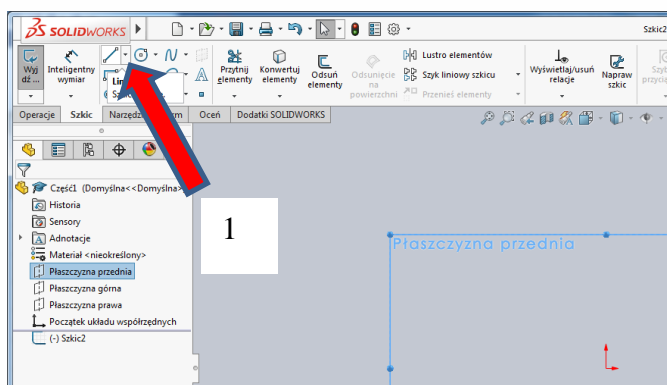 SOLIDWORKS
Szkic2
Wyj
dź ...
Inteligentny
wymiar
Lin
Przytnij
elementy
Konwertuj
elementy
Odsuń
elementy
Odsunięcie
na
powierzchni
Lustro elementów
Szyk liniowy szkicu
Przenieś elementy
Wyświetlaj/usuń
relacje
Napraw
szkic
Operacje Szkic Oceń Dodatki SOLIDWORKS
Część1 (Domyślna<<Domyślna>
Historia
Sensory
Adnotacje
Materiał <nieokreślony>
Płaszczyzna przednia
Płaszczyzna górna
Płaszczyzna prawa
Początek układu współrzędnych
(-) Szkic2
1
Płaszczyzna przednia